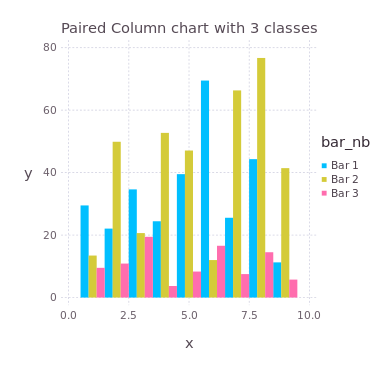 Paired Column chart with 3 classes
80
60
40
20
0
y
0.0 2.5 5.0 7.5 10.0
x
bar_nb
Bar 1
Bar 2
Bar 3